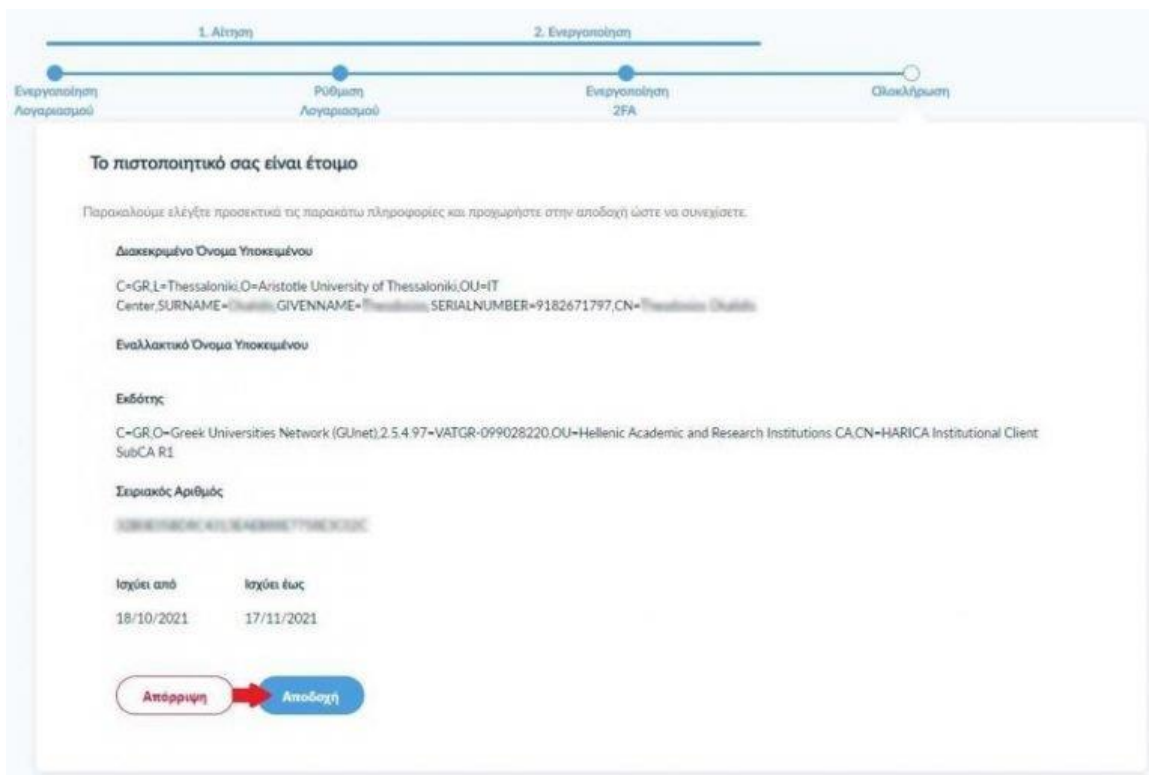 1. Αίτηση 2. Ενεργοποίηση
Ενεργοποίηση Ρύθμιση Ενεργοποίηση Ολοκλήρωση
Λογαριασμού Λογαριασμού 2FA
Το πιστοποιητικό σας είναι έτοιμο
Παρακαλούμε ελέγξτε προσεκτικά τις παρακάτω πληροφορίες και προχωρήστε στην αποδοχή ώστε να συνεχίσετε.
Διακεκριμένο Όνομα Υποκειμένου
C=GR,L=Thessaloniki,O=Aristotle University of Thessaloniki,OU=IT
Center,SURNAME= GIVENNAME= SERIALNUMBER=9182671797,CN=
Εναλλακτικό Όνομα Υποκειμένου
Εκδότης
C=GR,O=Greek Universities Network (GUnet),2.5.4.97=VATGR-099028220,OU=Hellenic Academic and Research Institutions CA,CN=HARICA Institutional Client
SubCA R1
Σειριακός Αριθμός
Ισχύει από Ισχύει έως
18/10/2021 17/11/2021
Απόρριψη Αποδοχή